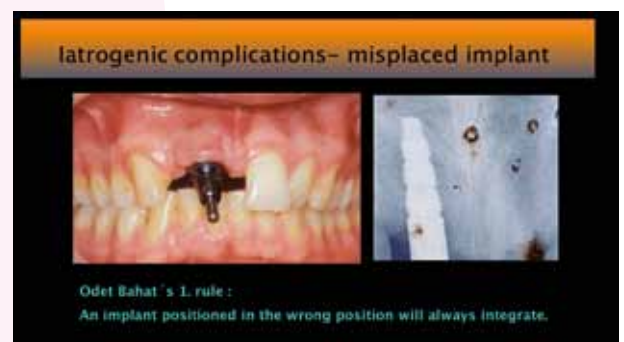 Iatrogenic complications- misplaced implant
Odet Bahat´s 1. rule :
An implant positioned in the wrong position will always integrate.